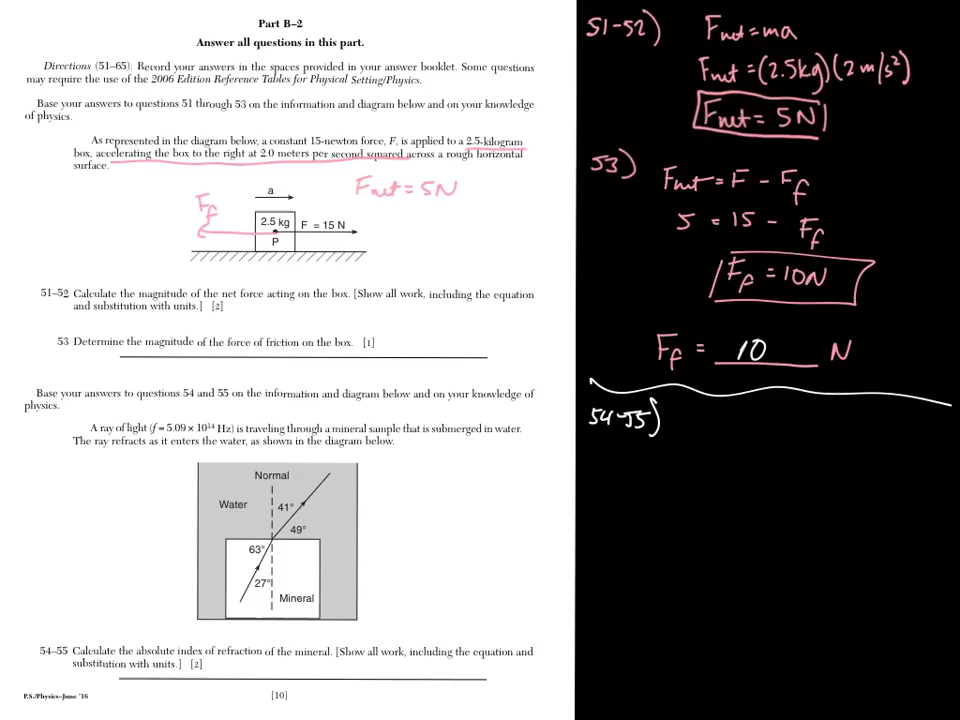 Part B–2
Answer all questions in this part.
Directions (51–65): Record your answers in the spaces provided in your answer booklet. Some questions
may require the use of the 2006 Edition Reference Tables for Physical Setting/Physics.
Base your answers to questions 51 through 53 on the information and diagram below and on your knowledge
of physics.
As represented in the diagram below, a constant 15-newton force, F, is applied to a 2.5-kilogram
box, accelerating the box to the right at 2.0 meters per second squared across a rough horizontal
surface.
Fnet = 5N
Ff
a
2.5 kg
F = 15 N
P
51–52 Calculate the magnitude of the net force acting on the box. [Show all work, including the equation
and substitution with units.] [2]
53 Determine the magnitude of the force of friction on the box. [1]
Base your answers to questions 54 and 55 on the information and diagram below and on your knowledge of
physics.
A ray of light (f = 5.09 × 10¹⁴ Hz) is traveling through a mineral sample that is submerged in water.
The ray refracts as it enters the water, as shown in the diagram below.
Normal
Water
41°
49°
63°
27°
Mineral
54–55 Calculate the absolute index of refraction of the mineral. [Show all work, including the equation and
substitution with units.] [2]
P.S./Physics–June '16
[10]
51-52) Fnet = ma
Fnet = (2.5kg)(2 m/s²)
Fnet = 5N
53) Fnet = F - Ff
5 = 15 - Ff
Ff = 10N
Ff = 10 N
54-55)